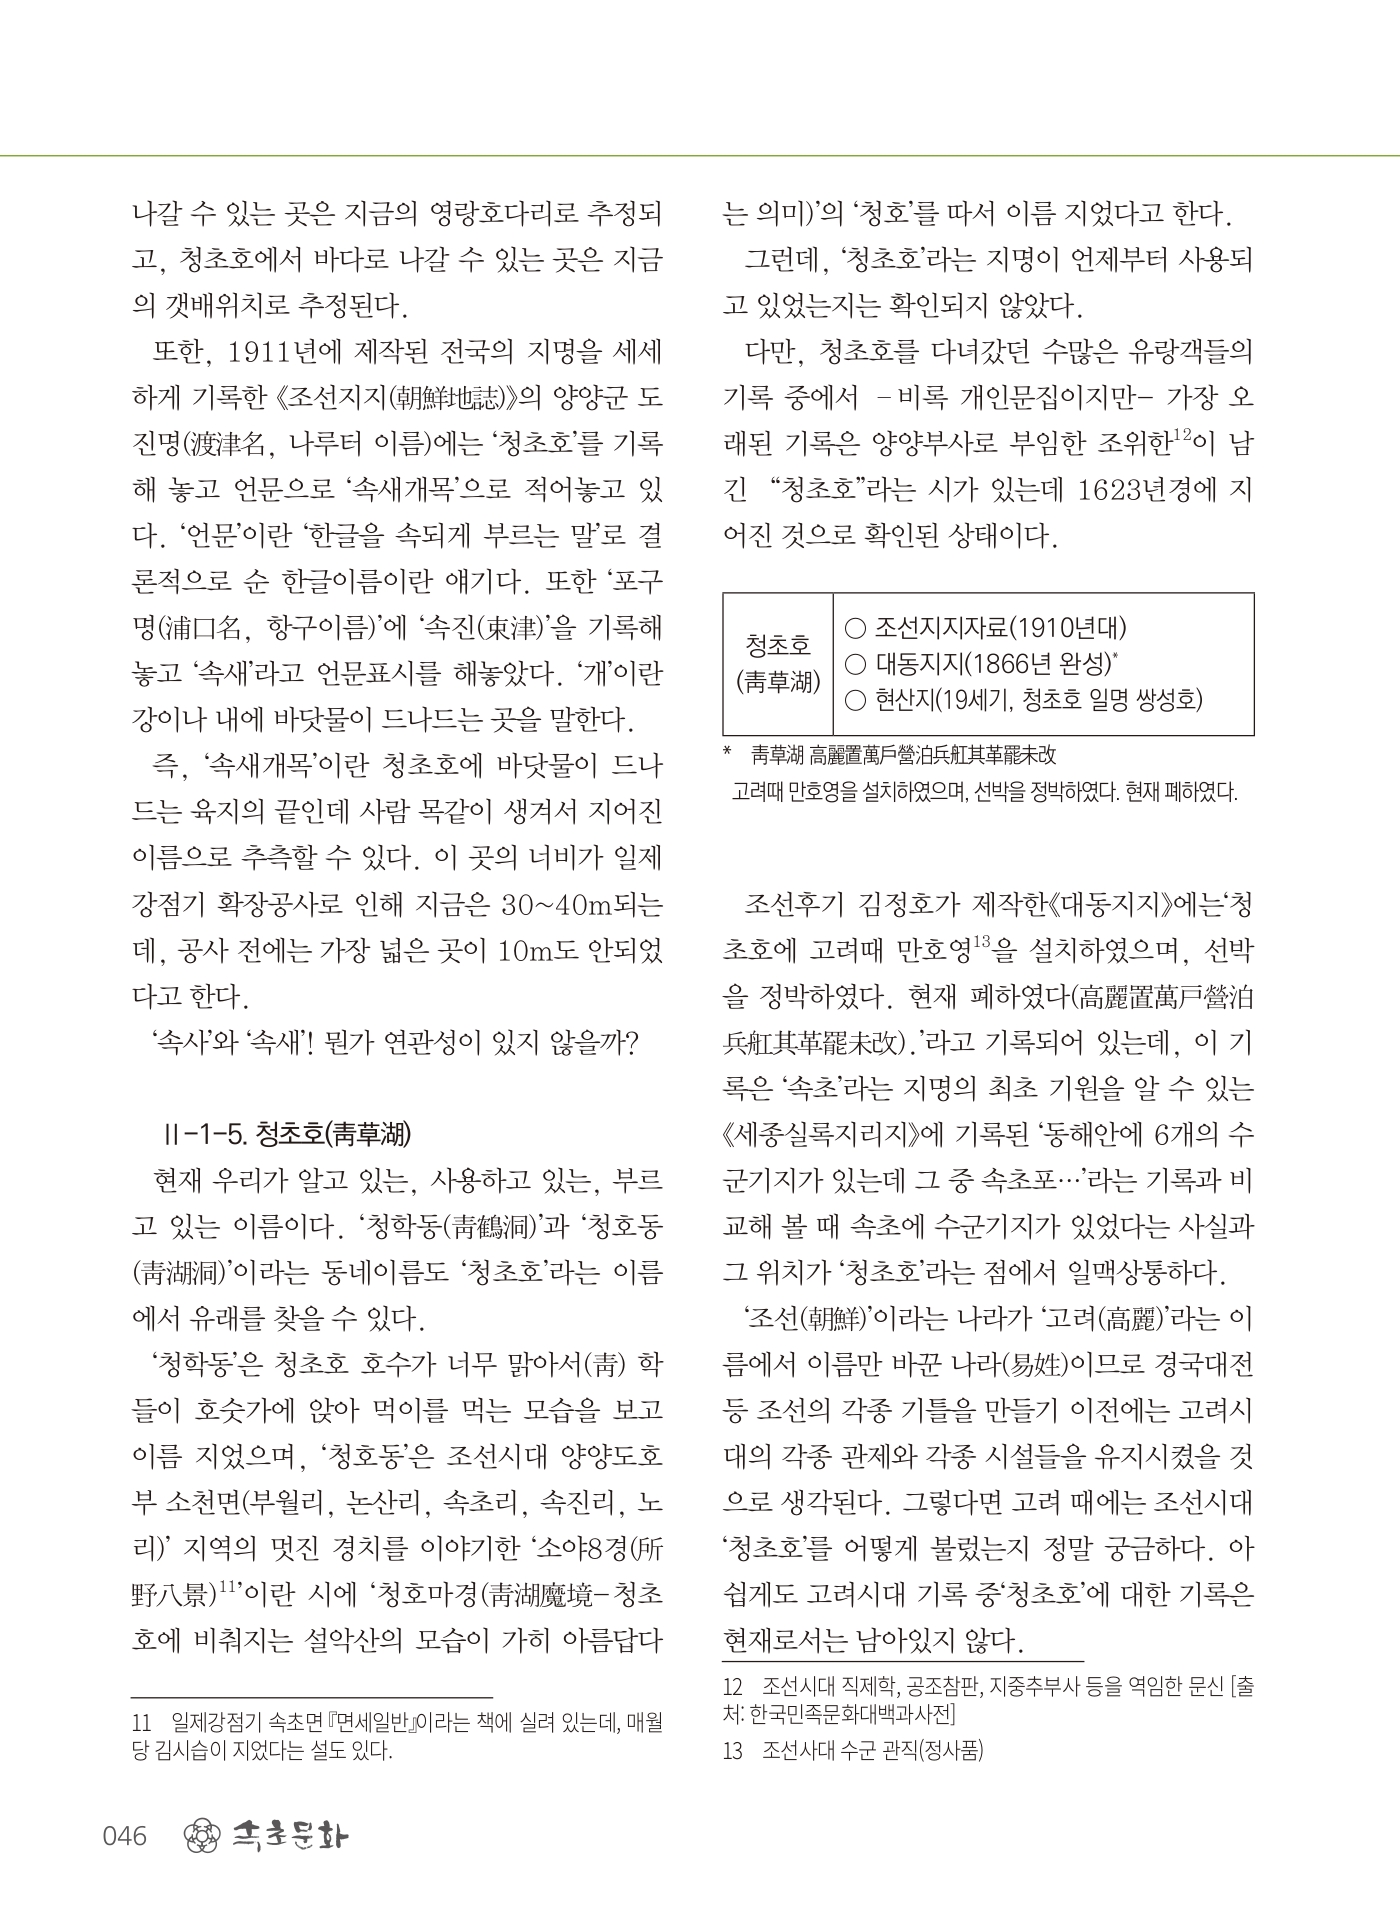 나갈 수 있는 곳은 지금의 영랑호다리로 추정되
고, 청초호에서 바다로 나갈 수 있는 곳은 지금
의 갯배위치로 추정된다.
또한, 1911년에 제작된 전국의 지명을 세세
하게 기록한 《조선지지(朝鮮地誌)》의 양양군 도
진명(渡津名, 나루터 이름)에는 ‘청초호’를 기록
해 놓고 언문으로 ‘속새개목’으로 적어놓고 있
다. ‘언문’이란 ‘한글을 속되게 부르는 말’로 결
론적으로 순 한글이름이란 얘기다. 또한 ‘포구
명(浦口名, 항구이름)’에 ‘속진(束津)’을 기록해
놓고 ‘속새’라고 언문표시를 해놓았다. ‘개’이란
강이나 내에 바닷물이 드나드는 곳을 말한다.
즉, ‘속새개목’이란 청초호에 바닷물이 드나
드는 육지의 끝인데 사람 목같이 생겨서 지어진
이름으로 추측할 수 있다. 이 곳의 너비가 일제
강점기 확장공사로 인해 지금은 30~40m되는
데, 공사 전에는 가장 넓은 곳이 10m도 안되었
다고 한다.
‘속사’와 ‘속새’! 뭔가 연관성이 있지 않을까?
Ⅱ-1-5. 청초호(靑草湖)
현재 우리가 알고 있는, 사용하고 있는, 부르
고 있는 이름이다. ‘청학동(靑鶴洞)’과 ‘청호동
(靑湖洞)’이라는 동네이름도 ‘청초호’라는 이름
에서 유래를 찾을 수 있다.
‘청학동’은 청초호 호수가 너무 맑아서(靑) 학
들이 호숫가에 앉아 먹이를 먹는 모습을 보고
이름 지었으며, ‘청호동’은 조선시대 양양도호
부 소천면(부월리, 논산리, 속초리, 속진리, 노
리)’ 지역의 멋진 경치를 이야기한 ‘소야8경(所
野八景)11’이란 시에 ‘청호마경(靑湖魔境-청초
호에 비춰지는 설악산의 모습이 가히 아름답다
11 일제강점기 속초면 『면세일반』이라는 책에 실려 있는데, 매월
당 김시습이 지었다는 설도 있다.
는 의미)’의 ‘청호’를 따서 이름 지었다고 한다.
그런데, ‘청초호’라는 지명이 언제부터 사용되
고 있었는지는 확인되지 않았다.
다만, 청초호를 다녀갔던 수많은 유랑객들의
기록 중에서 -비록 개인문집이지만- 가장 오
래된 기록은 양양부사로 부임한 조위한12이 남
긴 “청초호”라는 시가 있는데 1623년경에 지
어진 것으로 확인된 상태이다.
청초호
(靑草湖)
○ 조선지지자료(1910년대)
○ 대동지지(1866년 완성)*
○ 현산지(19세기, 청초호 일명 쌍성호)
* 靑草湖 高麗置萬戶營泊兵舡其革罷未改
고려때 만호영을 설치하였으며, 선박을 정박하였다. 현재 폐하였다.
조선후기 김정호가 제작한《대동지지》에는‘청
초호에 고려때 만호영13을 설치하였으며, 선박
을 정박하였다. 현재 폐하였다(高麗置萬戶營泊
兵舡其革罷未改).’라고 기록되어 있는데, 이 기
록은 ‘속초’라는 지명의 최초 기원을 알 수 있는
《세종실록지리지》에 기록된 ‘동해안에 6개의 수
군기지가 있는데 그 중 속초포…’라는 기록과 비
교해 볼 때 속초에 수군기지가 있었다는 사실과
그 위치가 ‘청초호’라는 점에서 일맥상통하다.
‘조선(朝鮮)’이라는 나라가 ‘고려(高麗)’라는 이
름에서 이름만 바꾼 나라(易姓)이므로 경국대전
등 조선의 각종 기틀을 만들기 이전에는 고려시
대의 각종 관제와 각종 시설들을 유지시켰을 것
으로 생각된다. 그렇다면 고려 때에는 조선시대
‘청초호’를 어떻게 불렀는지 정말 궁금하다. 아
쉽게도 고려시대 기록 중‘청초호’에 대한 기록은
현재로서는 남아있지 않다.
12 조선시대 직제학, 공조참판, 지중추부사 등을 역임한 문신 [출
처: 한국민족문화대백과사전]
13 조선사대 수군 관직(정사품)
046 속초문화